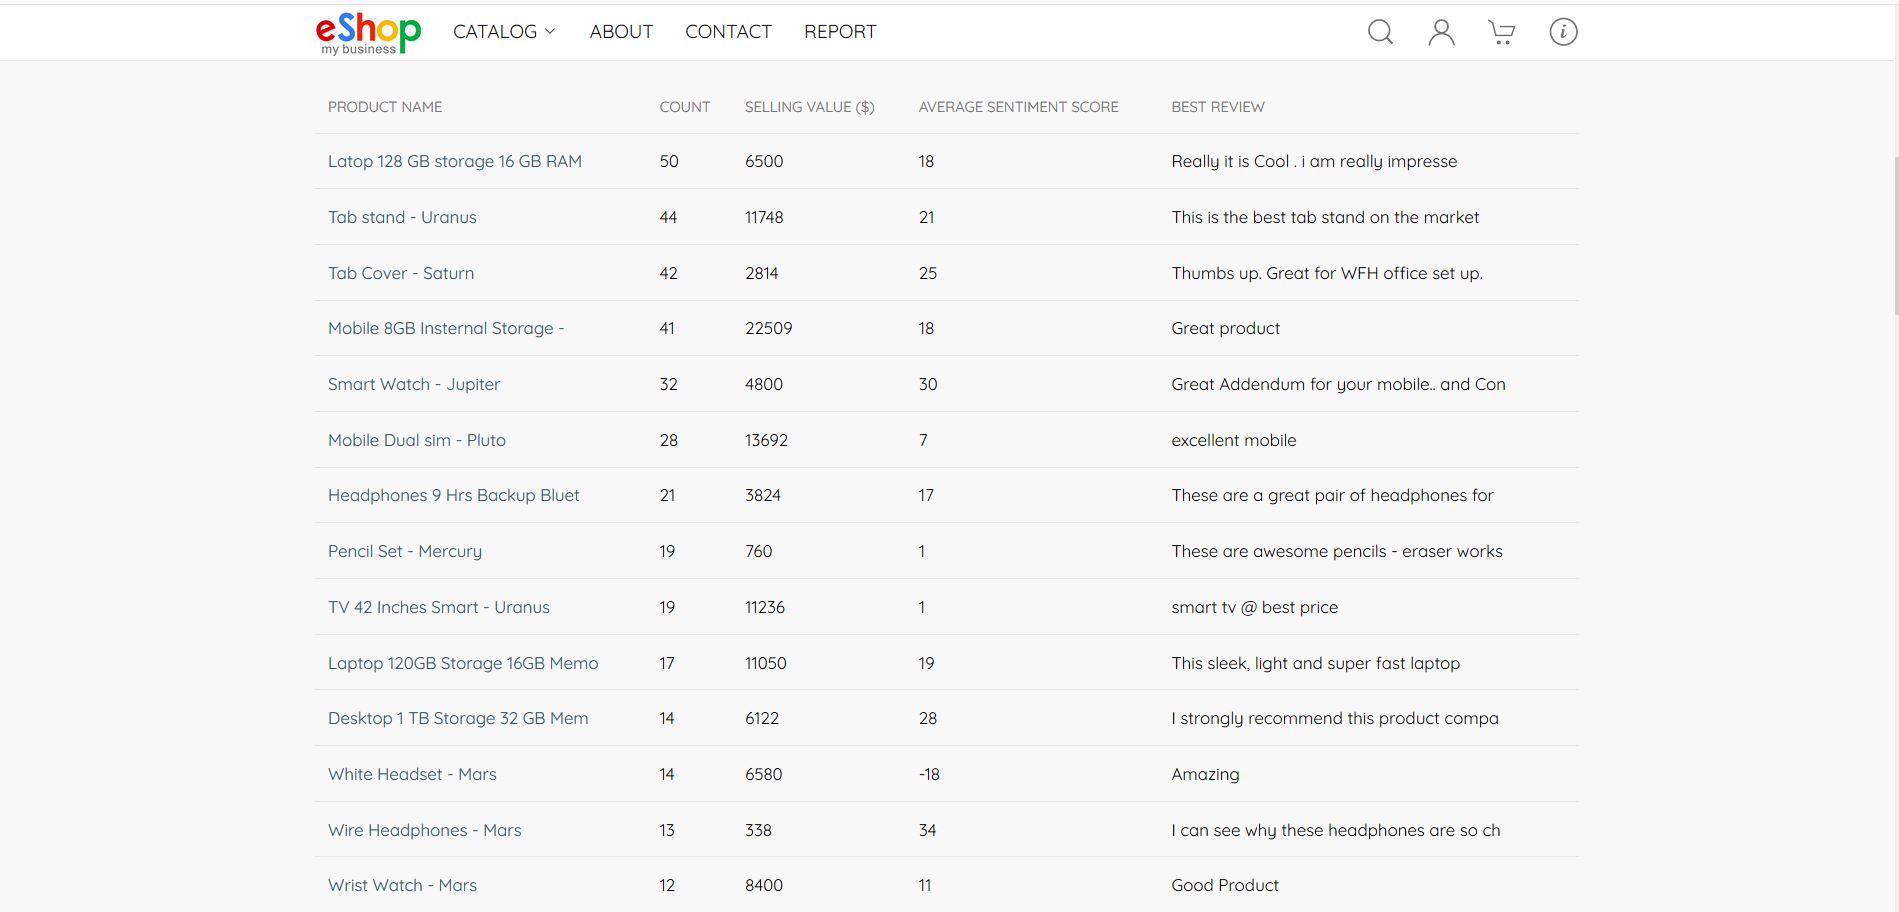 eShop CATALOG ABOUT CONTACT REPORT
my business
PRODUCT NAME COUNT SELLING VALUE ($) AVERAGE SENTIMENT SCORE BEST REVIEW
Latop 128 GB storage 16 GB RAM 50 6500 18 Really it is Cool . i am really impresse
Tab stand - Uranus 44 11748 21 This is the best tab stand on the market
Tab Cover - Saturn 42 2814 25 Thumbs up. Great for WFH office set up.
Mobile 8GB Insternal Storage - 41 22509 18 Great product
Smart Watch - Jupiter 32 4800 30 Great Addendum for your mobile.. and Con
Mobile Dual sim - Pluto 28 13692 7 excellent mobile
Headphones 9 Hrs Backup Bluet 21 3824 17 These are a great pair of headphones for
Pencil Set - Mercury 19 760 1 These are awesome pencils - eraser works
TV 42 Inches Smart - Uranus 19 11236 1 smart tv @ best price
Laptop 120GB Storage 16GB Memo 17 11050 19 This sleek, light and super fast laptop
Desktop 1 TB Storage 32 GB Mem 14 6122 28 I strongly recommend this product compa
White Headset - Mars 14 6580 -18 Amazing
Wire Headphones - Mars 13 338 34 I can see why these headphones are so ch
Wrist Watch - Mars 12 8400 11 Good Product